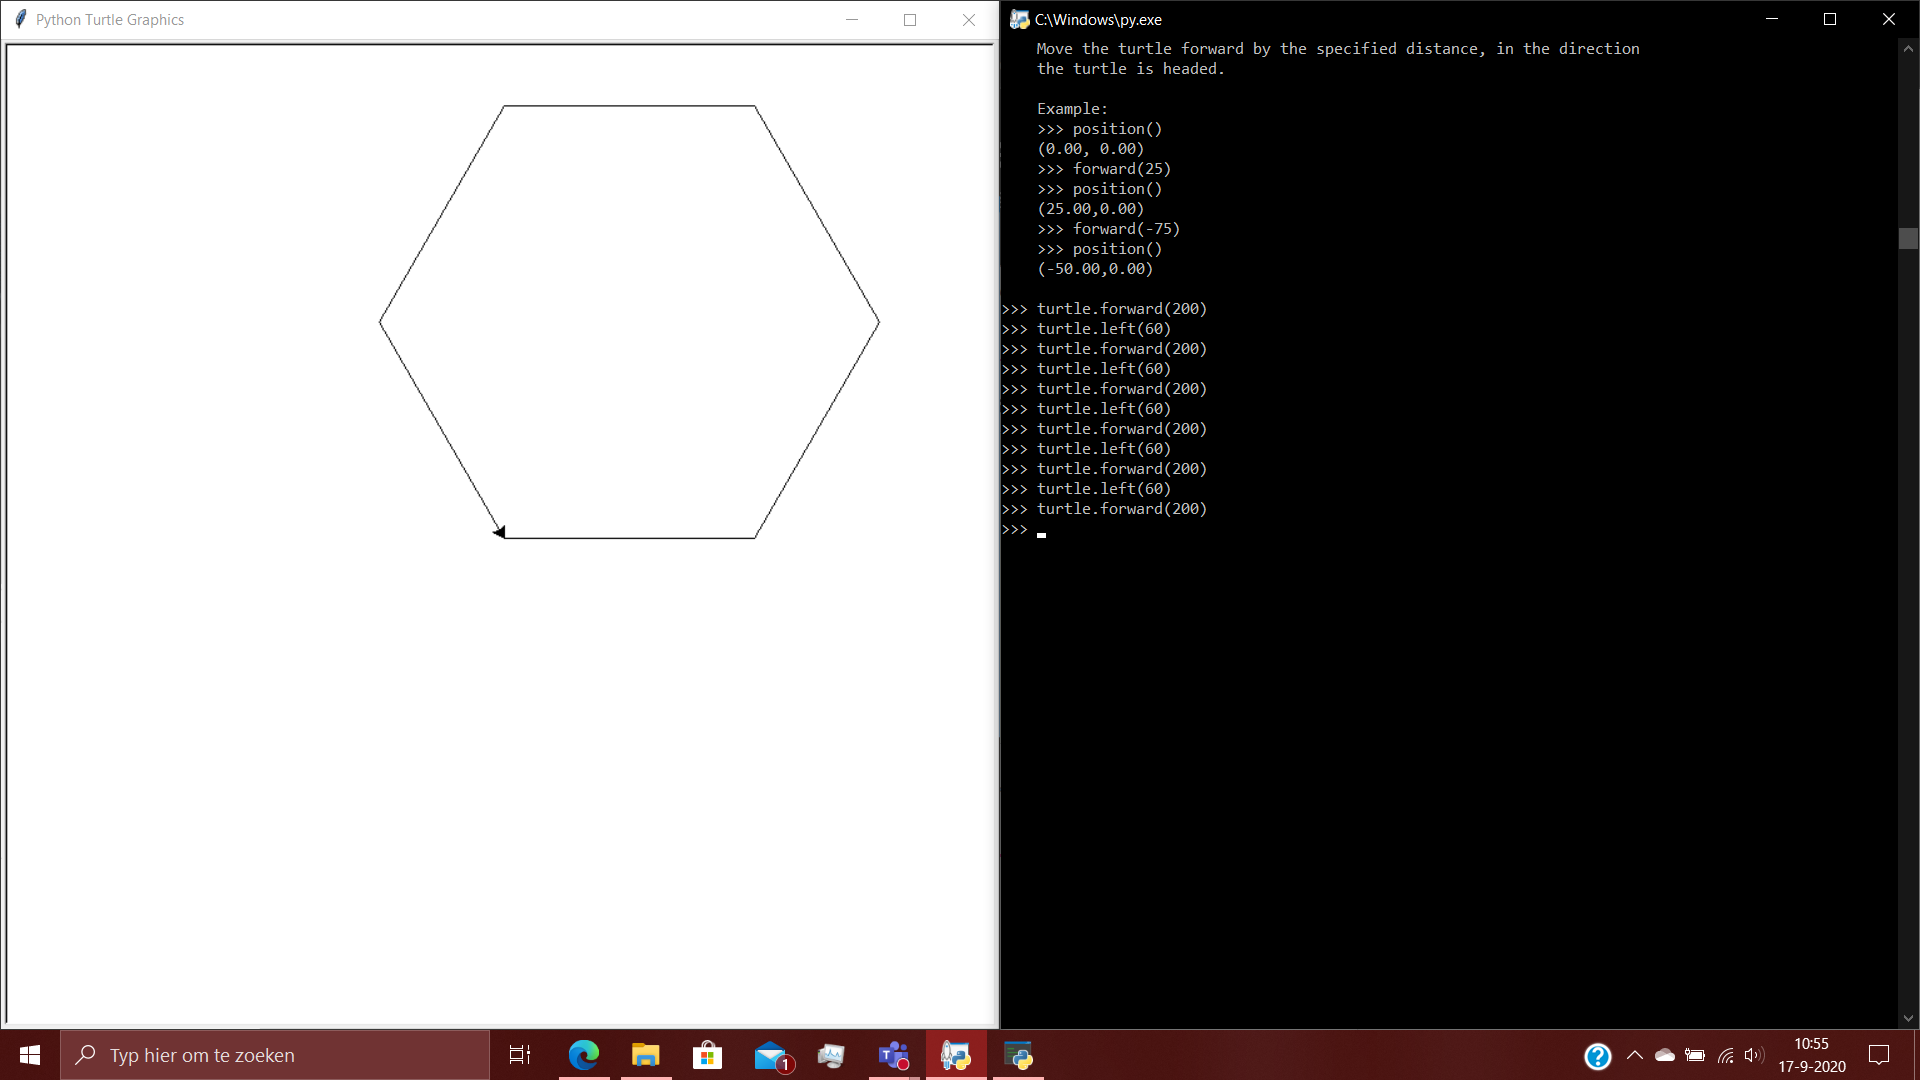 Python Turtle Graphics
C:\Windows\py.exe
Move the turtle forward by the specified distance, in the direction
the turtle is headed.
Example:
>>> position()
(0.00, 0.00)
>>> forward(25)
>>> position()
(25.00,0.00)
>>> forward(-75)
>>> position()
(-50.00,0.00)
>>> turtle.forward(200)
>>> turtle.left(60)
>>> turtle.forward(200)
>>> turtle.left(60)
>>> turtle.forward(200)
>>> turtle.left(60)
>>> turtle.forward(200)
>>> turtle.left(60)
>>> turtle.forward(200)
>>> turtle.left(60)
>>> turtle.forward(200)
>>>
Typ hier om te zoeken
1
T
?
10:55
17-9-2020